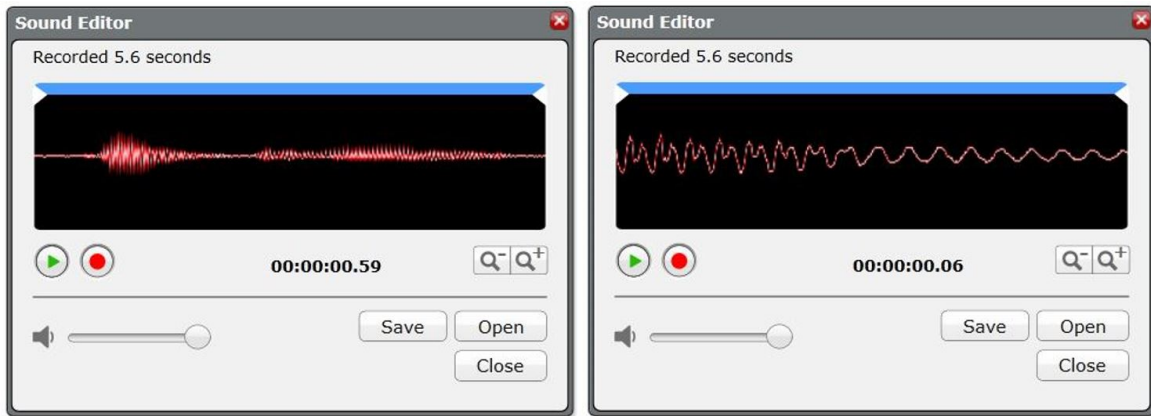 Sound Editor
Recorded 5.6 seconds
00:00:00.59
Save Open
Close
Sound Editor
Recorded 5.6 seconds
00:00:00.06
Save Open
Close